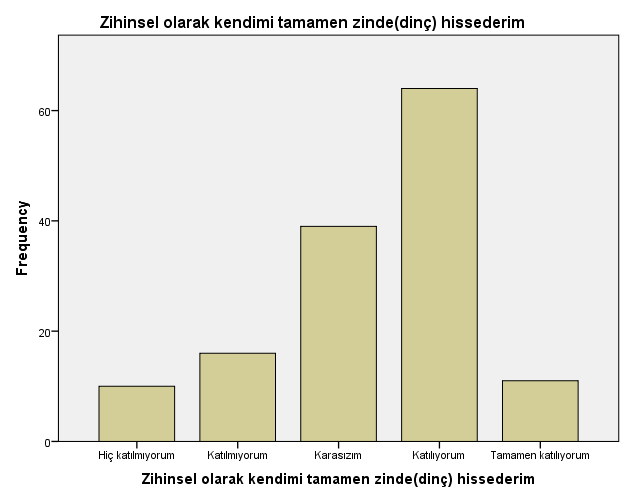 Zihinsel olarak kendimi tamamen zinde(dinç) hissederim
Frequency
60
40
20
0
Hiç katılmıyorum
Katılmıyorum
Karasızım
Katılıyorum
Tamamen katılıyorum
Zihinsel olarak kendimi tamamen zinde(dinç) hissederim